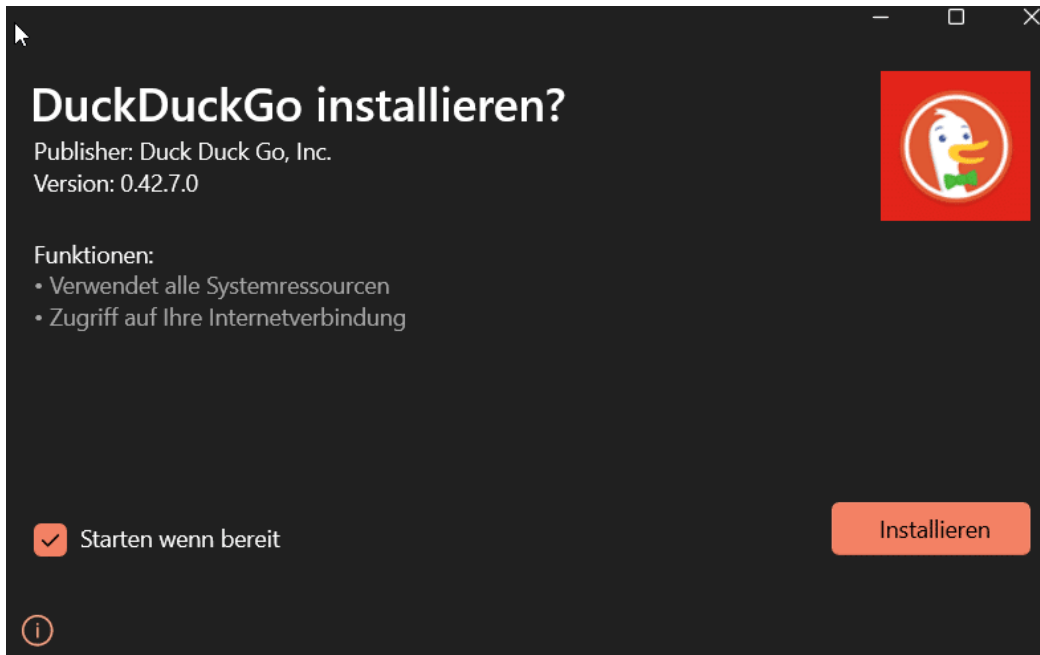 DuckDuckGo installieren?
Publisher: Duck Duck Go, Inc.
Version: 0.42.7.0
Funktionen:
• Verwendet alle Systemressourcen
• Zugriff auf Ihre Internetverbindung
Starten wenn bereit
Installieren